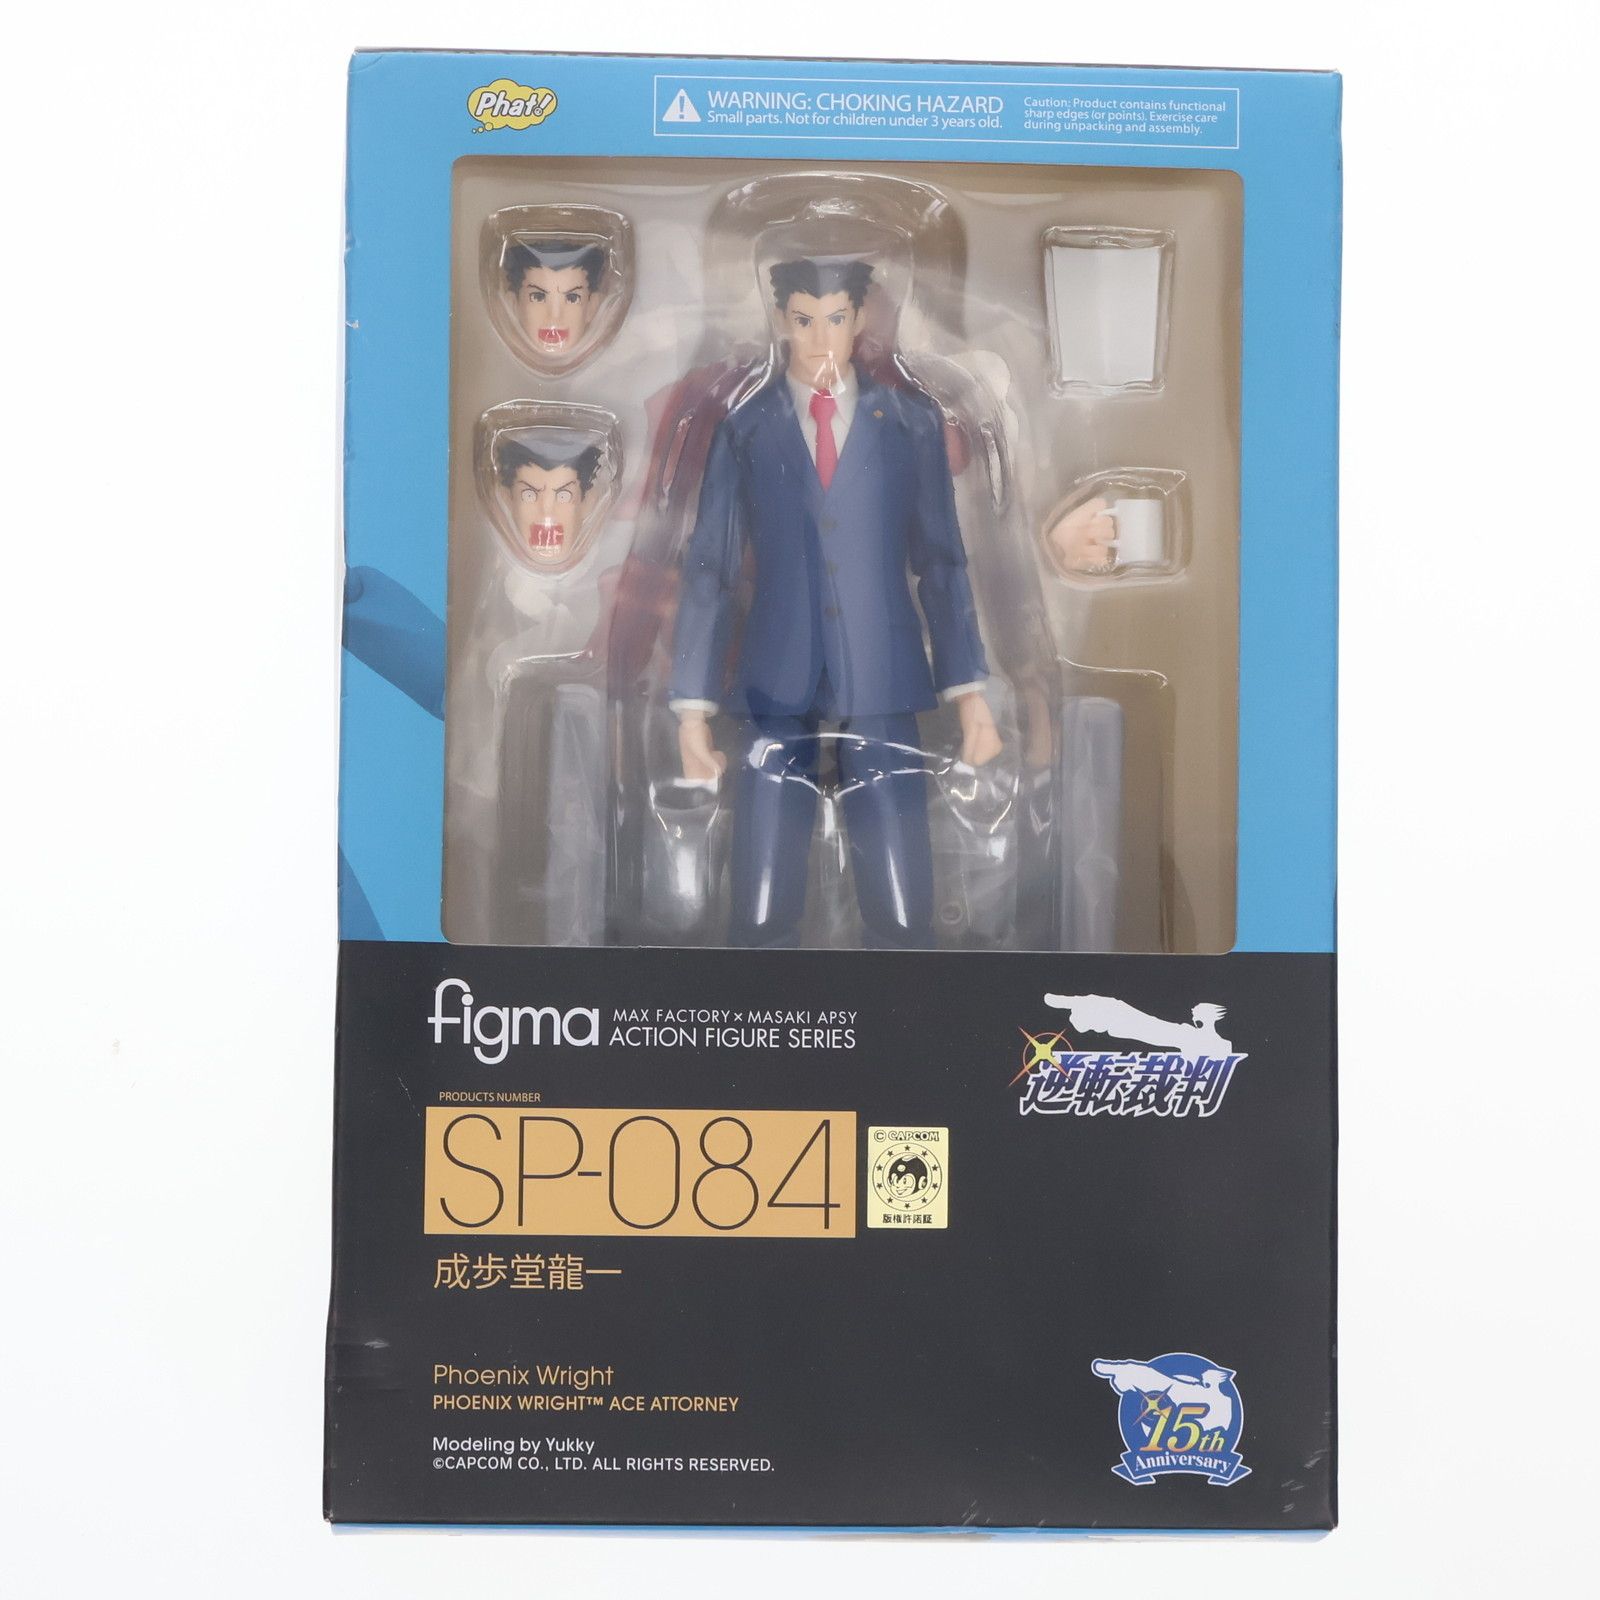 Phat!
WARNING: CHOKING HAZARD
Small parts. Not for children under 3 years old.
Caution: Product contains functional
sharp edges (or points). Exercise care
during unpacking and assembly.
figma
MAX FACTORY × MASAKI APSY
ACTION FIGURE SERIES
逆転裁判
PRODUCTS NUMBER
SP-084
© CAPCOM
版権許諾証
成歩堂龍一
Phoenix Wright
PHOENIX WRIGHT™ ACE ATTORNEY
15th
Anniversary
Modeling by Yukky
©CAPCOM CO., LTD. ALL RIGHTS RESERVED.